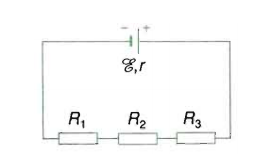 − +
ℰ,r
R₁ R₂ R₃